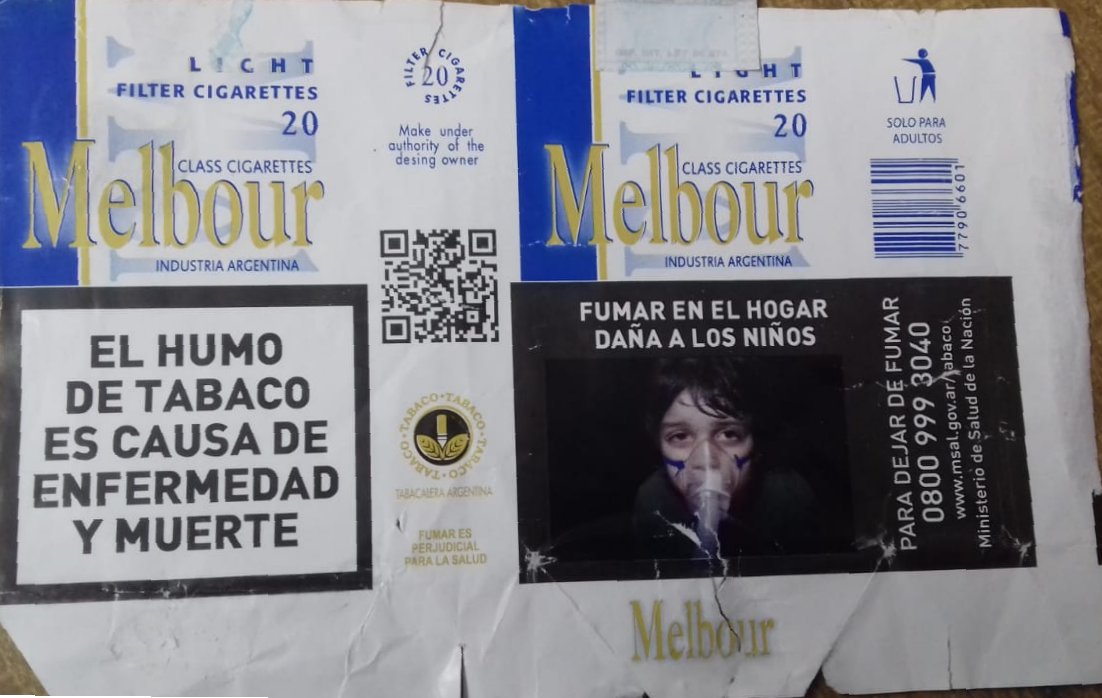 LIGHT
FILTER CIGARETTES
20
CLASS CIGARETTES
Melbour
INDUSTRIA ARGENTINA
EL HUMO
DE TABACO
ES CAUSA DE
ENFERMEDAD
Y MUERTE
FILTER CIGARETTES
20
Make under
authority of the
desing owner
TABACO·TABACO·TABACO·TABACO·
TABACALERA ARGENTINA
FUMAR ES
PERJUDICIAL
PARA LA SALUD
LIGHT
FILTER CIGARETTES
20
CLASS CIGARETTES
Melbour
INDUSTRIA ARGENTINA
FUMAR EN EL HOGAR
DAÑA A LOS NIÑOS
PARA DEJAR DE FUMAR
0800 999 3040
www.msal.gov.ar/tabaco
Ministerio de Salud de la Nación
Melbour
SOLO PARA
ADULTOS
77906601